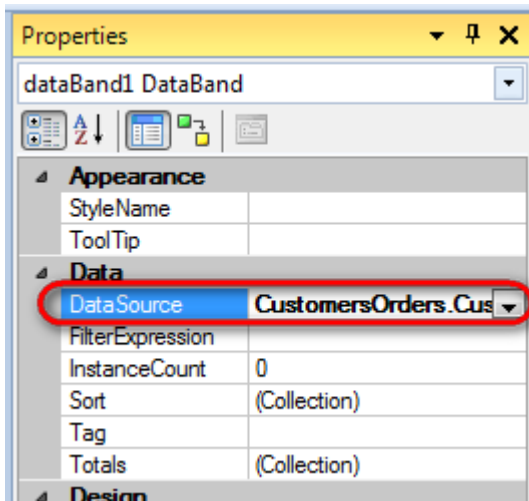 Properties
dataBand1 DataBand
Appearance
StyleName
ToolTip
Data
DataSource CustomersOrders.Cus
FilterExpression
InstanceCount 0
Sort (Collection)
Tag
Totals (Collection)
Design